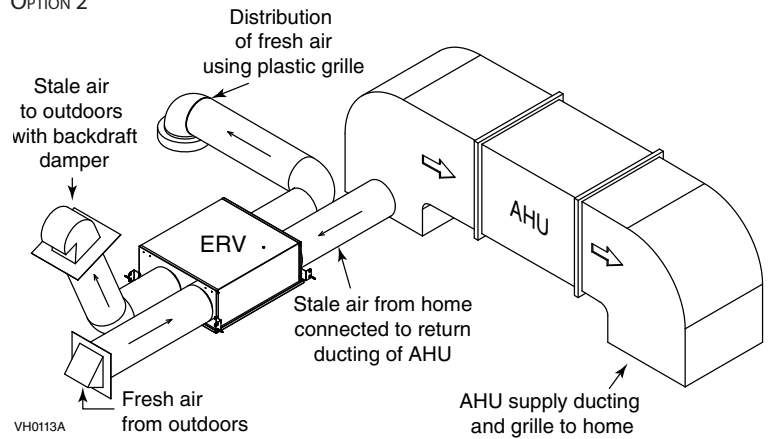 OPTION 2
Distribution
of fresh air
using plastic grille
Stale air
to outdoors
with backdraft
damper
ERV
AHU
Stale air from home
connected to return
ducting of AHU
Fresh air
from outdoors
AHU supply ducting
and grille to home
VH0113A